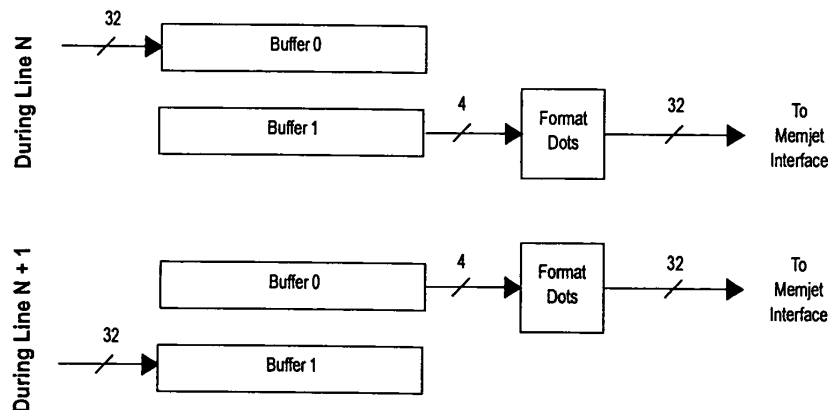 During Line N
32
Buffer 0
Buffer 1
4
Format
Dots
32
To
Memjet
Interface
During Line N + 1
Buffer 0
4
Format
Dots
32
To
Memjet
Interface
32
Buffer 1